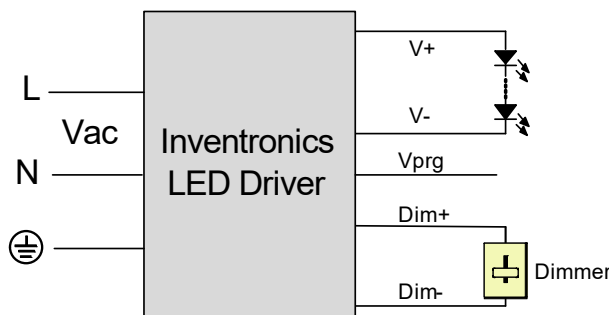 L
Vac
N
Inventronics
LED Driver
V+
V-
Vprg
Dim+
Dim-
Dimmer